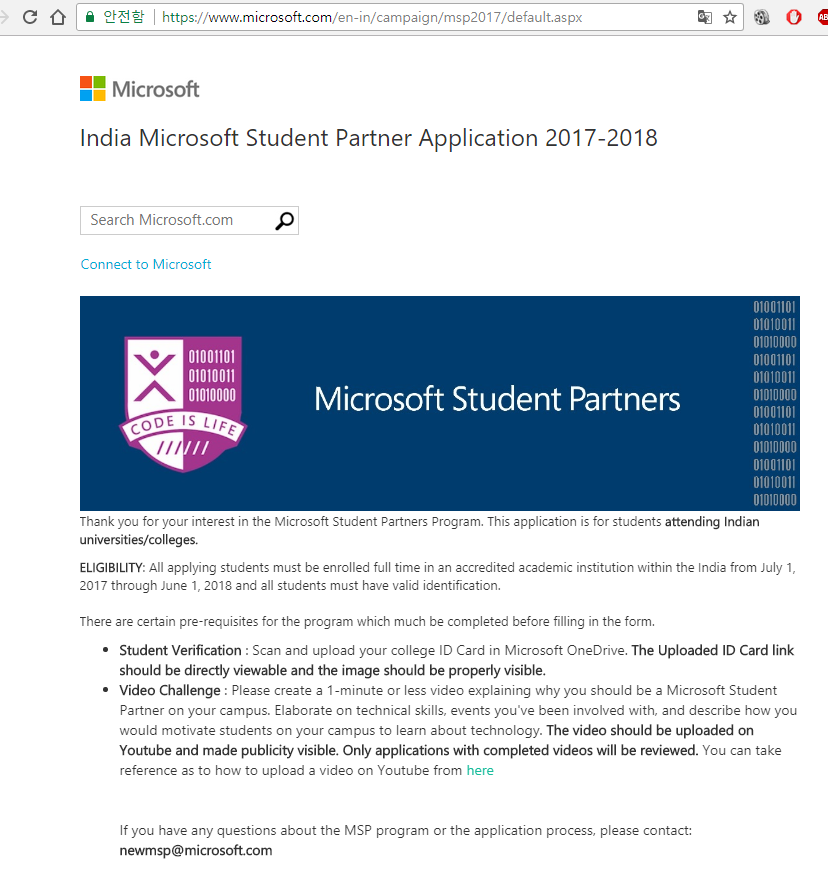 안전함 https://www.microsoft.com/en-in/campaign/msp2017/default.aspx
Microsoft
India Microsoft Student Partner Application 2017-2018
Search Microsoft.com
Connect to Microsoft
01001101
01010011
01010000
CODE IS LIFE
Microsoft Student Partners
01001101
01010011
01010000
01001101
01010011
01010000
01001101
01010011
01010000
01001101
01010011
01010000
Thank you for your interest in the Microsoft Student Partners Program. This application is for students attending Indian
universities/colleges.
ELIGIBILITY: All applying students must be enrolled full time in an accredited academic institution within the India from July 1,
2017 through June 1, 2018 and all students must have valid identification.
There are certain pre-requisites for the program which much be completed before filling in the form.
• Student Verification : Scan and upload your college ID Card in Microsoft OneDrive. The Uploaded ID Card link
should be directly viewable and the image should be properly visible.
• Video Challenge : Please create a 1-minute or less video explaining why you should be a Microsoft Student
Partner on your campus. Elaborate on technical skills, events you've been involved with, and describe how you
would motivate students on your campus to learn about technology. The video should be uploaded on
Youtube and made publicity visible. Only applications with completed videos will be reviewed. You can take
reference as to how to upload a video on Youtube from here
If you have any questions about the MSP program or the application process, please contact:
newmsp@microsoft.com